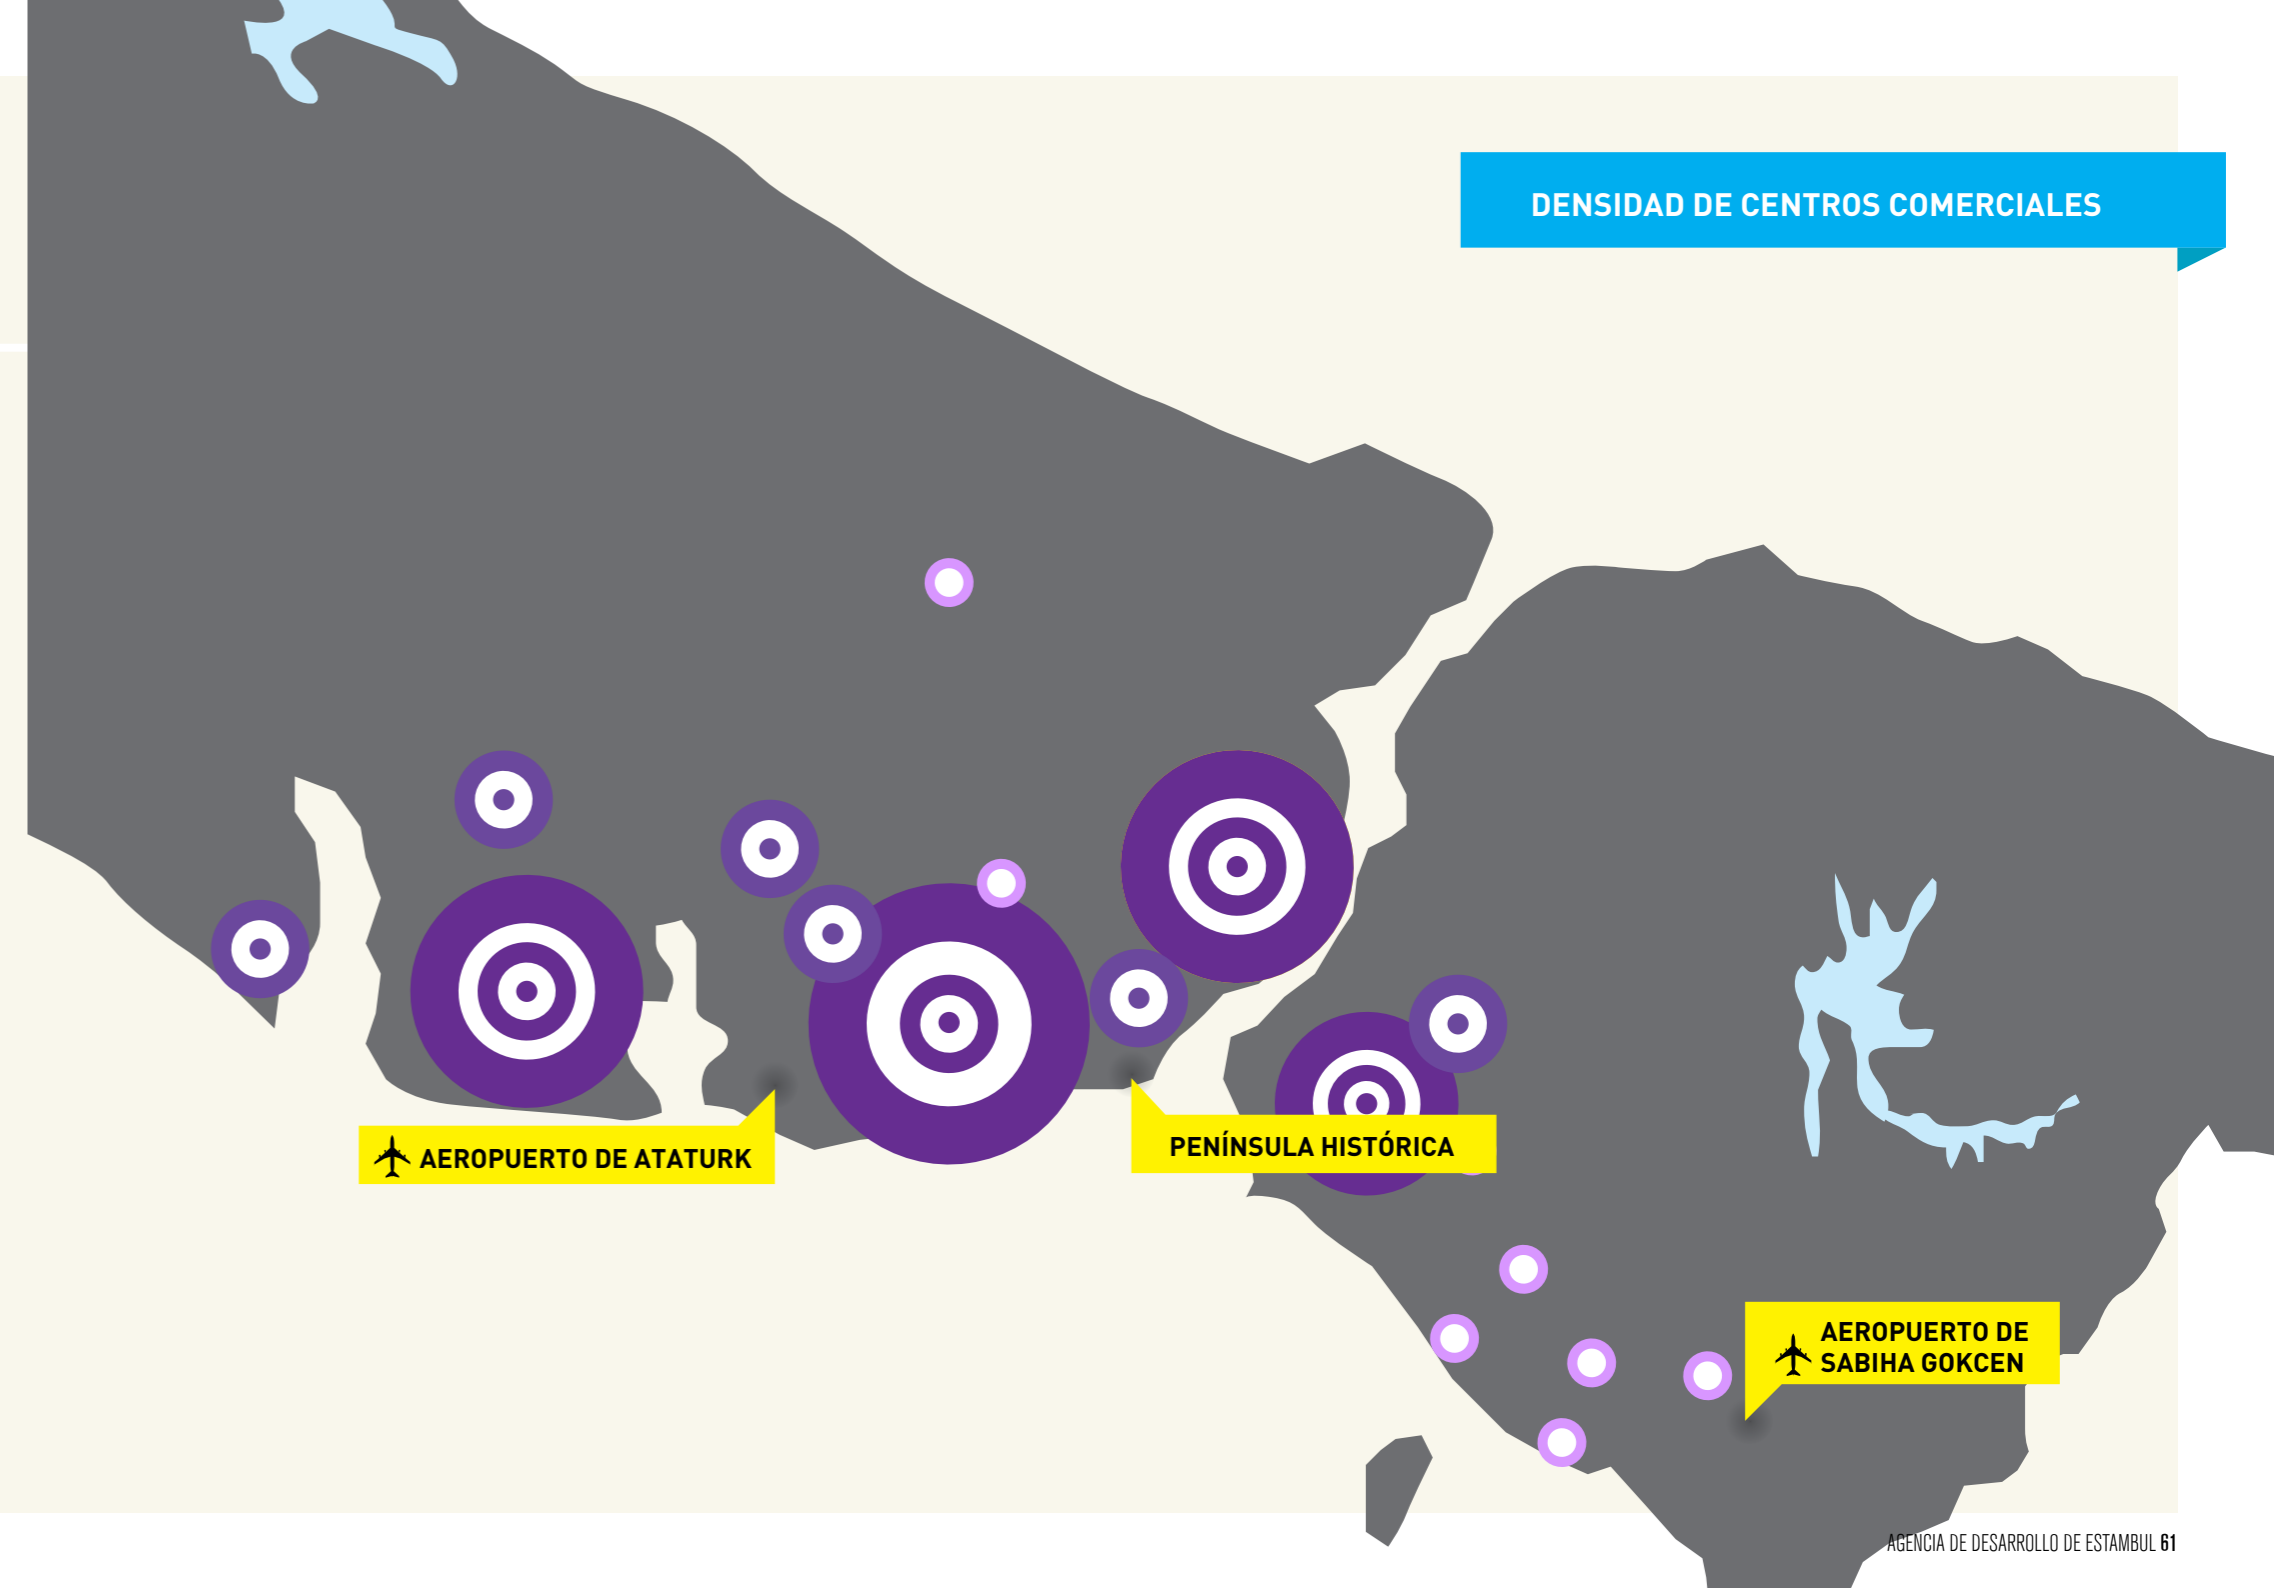 DENSIDAD DE CENTROS COMERCIALES
AEROPUERTO DE ATATURK
PENÍNSULA HISTÓRICA
AEROPUERTO DE
SABIHA GOKCEN
AGENCIA DE DESARROLLO DE ESTAMBUL 61